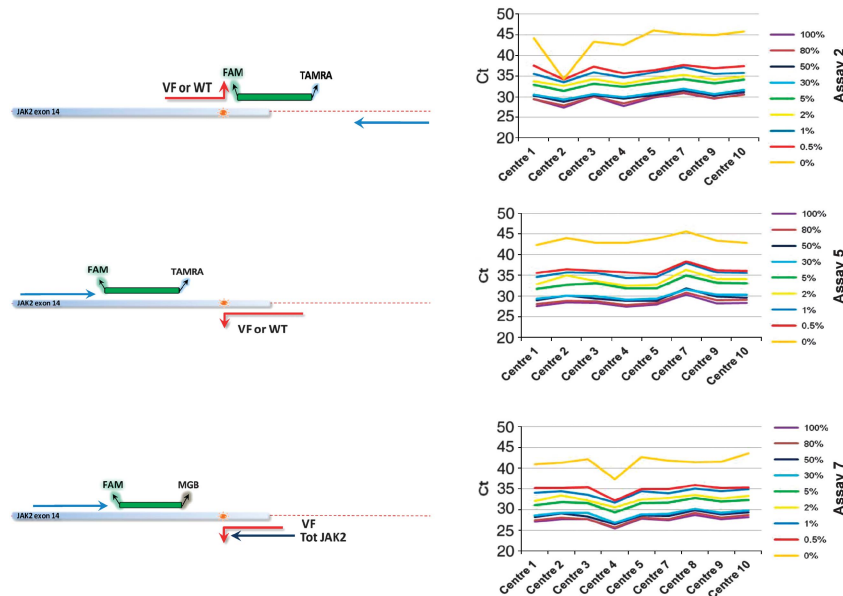 FAM
TAMRA
VF or WT
JAK2 exon 14
50
45
40
35
30
25
20
Ct
Centre 1
Centre 2
Centre 3
Centre 4
Centre 5
Centre 7
Centre 9
Centre 10
100%
80%
50%
30%
5%
2%
1%
0.5%
0%
Assay 2
FAM
TAMRA
JAK2 exon 14
VF or WT
50
45
40
35
30
25
20
Ct
Centre 1
Centre 2
Centre 3
Centre 4
Centre 5
Centre 7
Centre 9
Centre 10
100%
80%
50%
30%
5%
2%
1%
0.5%
0%
Assay 5
FAM
MGB
JAK2 exon 14
VF
Tot JAK2
50
45
40
35
30
25
20
Ct
Centre 1
Centre 2
Centre 3
Centre 4
Centre 5
Centre 7
Centre 8
Centre 9
Centre 10
100%
80%
50%
30%
5%
2%
1%
0.5%
0%
Assay 7